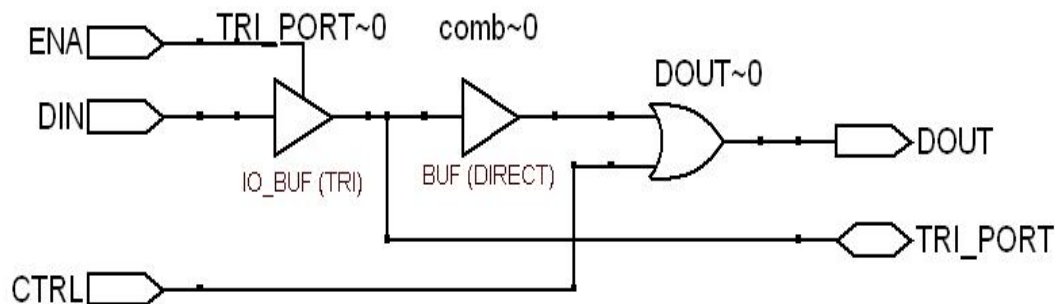 ENA
TRI_PORT~0
comb~0
DIN
DOUT~0
DOUT
IO_BUF (TRI)
BUF (DIRECT)
TRI_PORT
CTRL